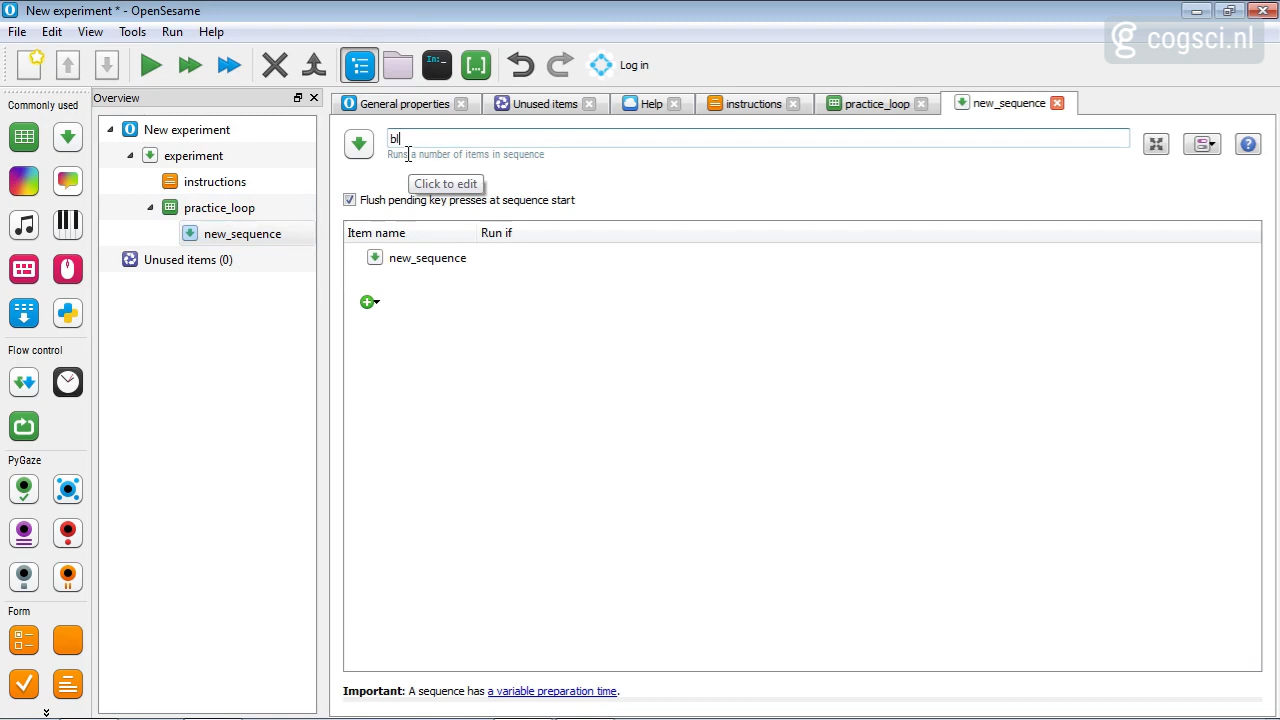 New experiment * - OpenSesame
File Edit View Tools Run Help
cogsci.nl
In:_
[...]
Log in
Commonly used
Overview
General properties
Unused items
Help
instructions
practice_loop
new_sequence
New experiment
experiment
instructions
practice_loop
new_sequence
Unused items (0)
bl
Runs a number of items in sequence
Click to edit
Flush pending key presses at sequence start
Item name Run if
new_sequence
Flow control
PyGaze
Form
Important: A sequence has a variable preparation time.